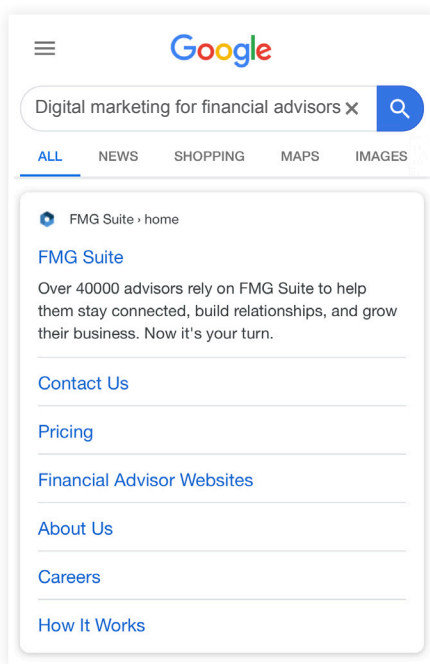 Google
Digital marketing for financial advisors
ALL NEWS SHOPPING MAPS IMAGES
FMG Suite › home
FMG Suite
Over 40000 advisors rely on FMG Suite to help
them stay connected, build relationships, and grow
their business. Now it's your turn.
Contact Us
Pricing
Financial Advisor Websites
About Us
Careers
How It Works